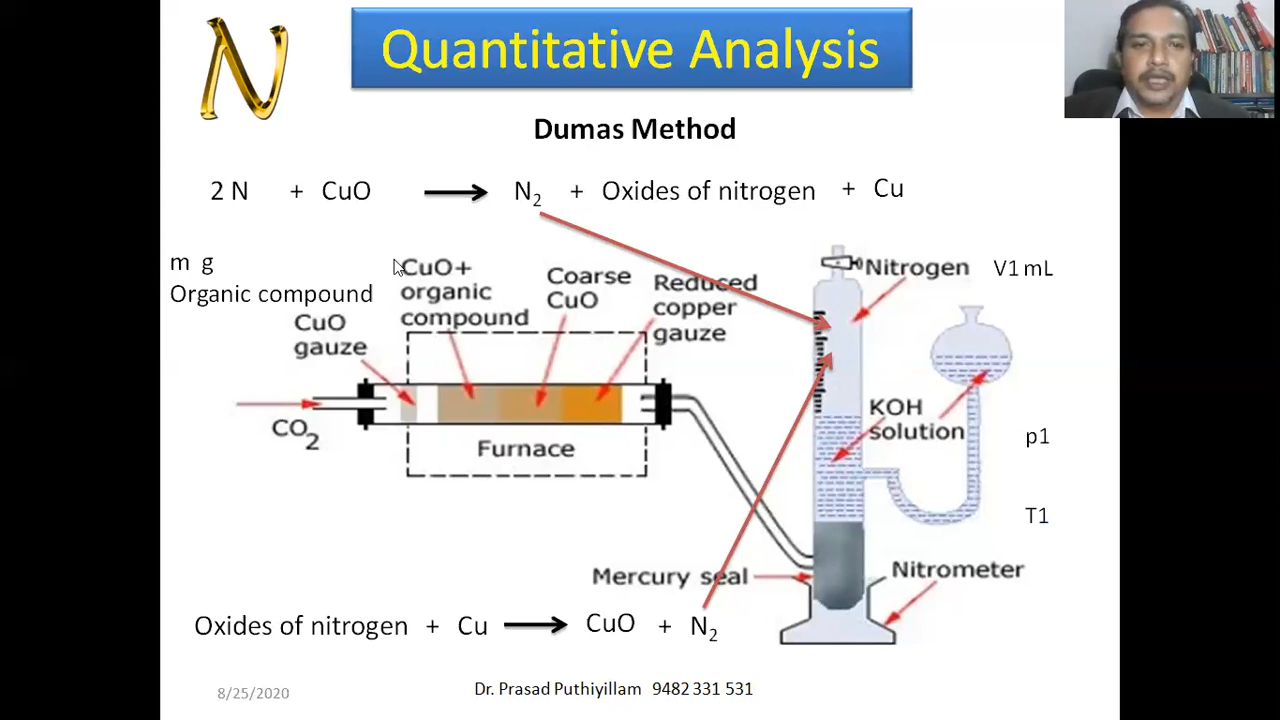 N
Quantitative Analysis
Dumas Method
2 N + CuO → N2 + Oxides of nitrogen + Cu
m g
Organic compound
CuO gauze
CuO+
organic
compound
Coarse
CuO
Reduced
copper
gauze
Nitrogen
V1 mL
CO2
Furnace
KOH
solution
p1
T1
Mercury seal
Nitrometer
Oxides of nitrogen + Cu → CuO + N2
8/25/2020
Dr. Prasad Puthiyillam 9482 331 531